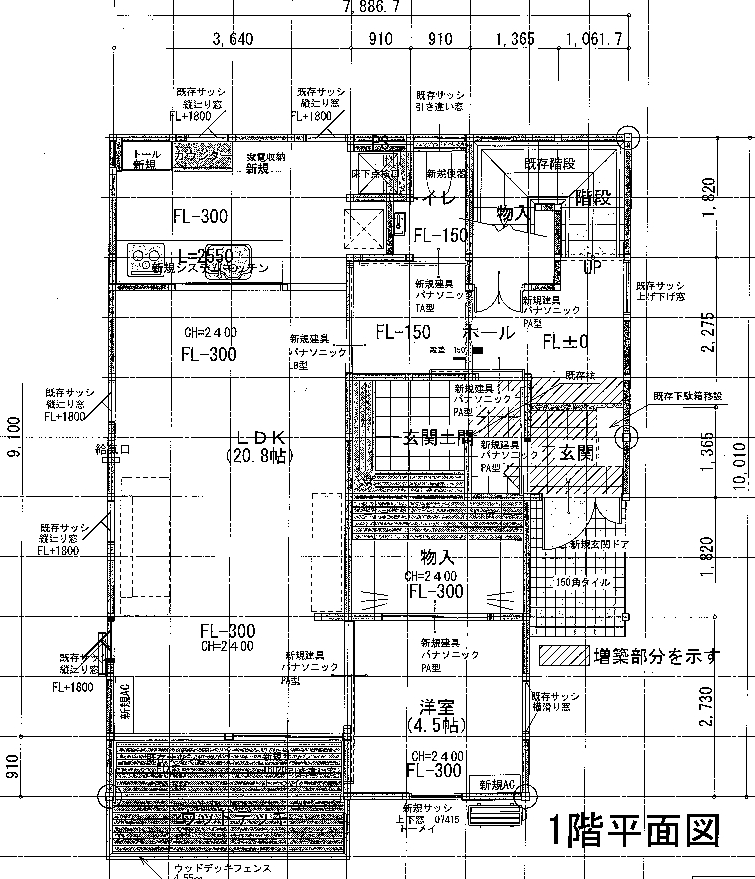 7,886.7
3,640
910
910
1,365
1,061.7
既存サッシ
縦辷り窓
FL+1800
既存サッシ
縦辷り窓
FL+1800
既存サッシ
引き違い窓
PS
トール
新規
カウンター
家電収納
新規
床下点検口
新規便器
既存階段
トイレ
物入
階段
1,820
FL-300
FL-150
L=2550
新規システムキッチン
UP
新規建具
パナソニック
TA型
新規建具
パナソニック
PA型
既存サッシ
上げ下げ窓
CH=2400
FL-300
新規建具
パナソニック
LB型
FL-150
ホール
FL±0
2,275
150
既存サッシ
縦辷り窓
FL+1800
新規建具
パナソニック
PA型
既存柱
既存下駄箱移設
9,100
給気口
LDK
(20.8帖)
玄関土間
新規建具
パナソニック
PA型
玄関
1,365
10,010
既存サッシ
縦辷り窓
FL+1800
新規玄関ドア
物入
CH=2400
FL-300
150角タイル
1,820
FL-300
CH=2400
既存サッシ
縦辷り窓
FL+1800
新規建具
パナソニック
PA型
新規建具
パナソニック
PA型
増築部分を示す
新規AC
洋室
(4.5帖)
既存サッシ
横滑り窓
2,730
910
CH=2400
FL-300
新規AC
ウッドデッキ
新規サッシ
上下窓 07415
トーメイ
1階平面図
ウッドデッキフェンス